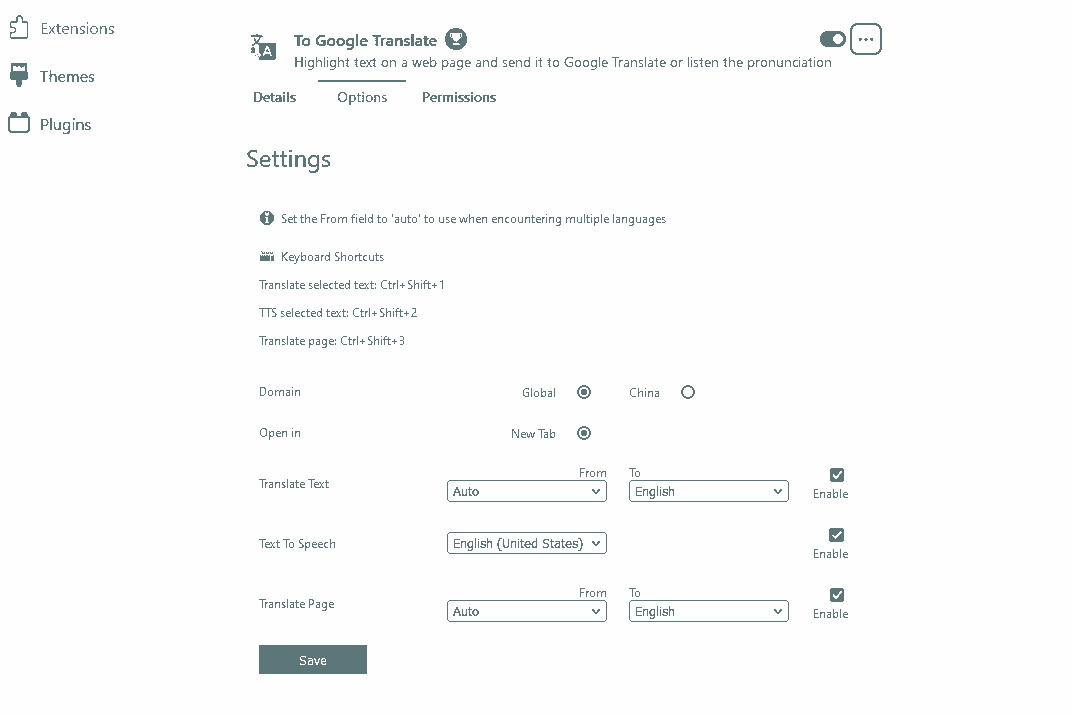 Extensions
Themes
Plugins
To Google Translate
Highlight text on a web page and send it to Google Translate or listen the pronunciation
Details Options Permissions
Settings
Set the From field to 'auto' to use when encountering multiple languages
Keyboard Shortcuts
Translate selected text: Ctrl+Shift+1
TTS selected text: Ctrl+Shift+2
Translate page: Ctrl+Shift+3
Domain Global China
Open in New Tab
From To
Translate Text Auto English Enable
Text To Speech English (United States) Enable
From To
Translate Page Auto English Enable
Save